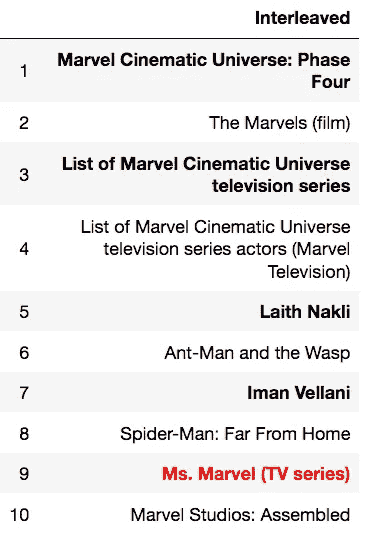 Interleaved
1 Marvel Cinematic Universe: Phase
Four
2 The Marvels (film)
3 List of Marvel Cinematic Universe
television series
4 List of Marvel Cinematic Universe
television series actors (Marvel
Television)
5 Laith Nakli
6 Ant-Man and the Wasp
7 Iman Vellani
8 Spider-Man: Far From Home
9 Ms. Marvel (TV series)
10 Marvel Studios: Assembled